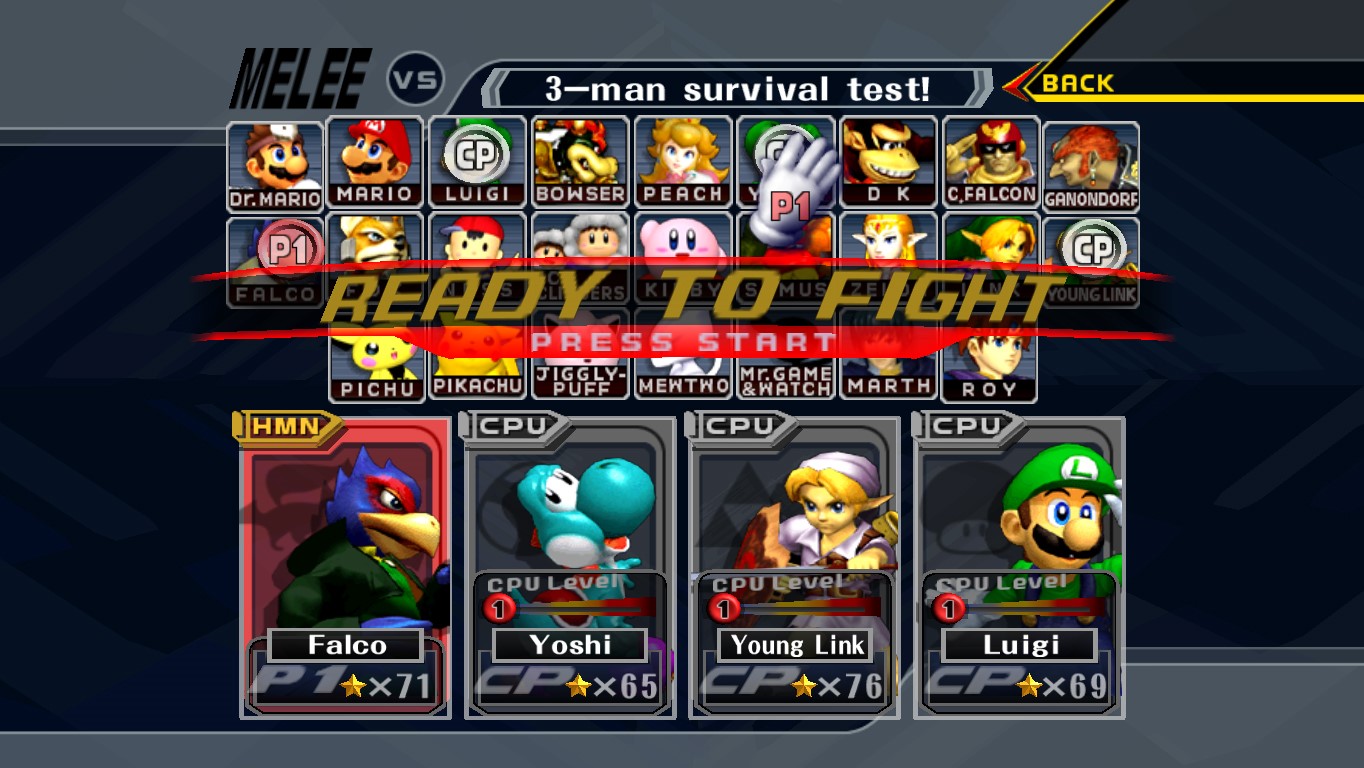 MELEE VS 3-man survival test! BACK
Dr.MARIO MARIO LUIGI BOWSER PEACH Y D K C.FALCON GANONDORF
CP C P1
P1 CP
FALCO YOUNG LINK
READY TO FIGHT
PRESS START
PICHU PIKACHU JIGGLY-PUFF MEWTWO Mr.GAME &WATCH MARTH ROY
HMN CPU CPU CPU
L
CPU Level CPU Level CPU Level
1 1 1
Falco Yoshi Young Link Luigi
P1 CP CP CP
×71 ×65 ×76 ×69